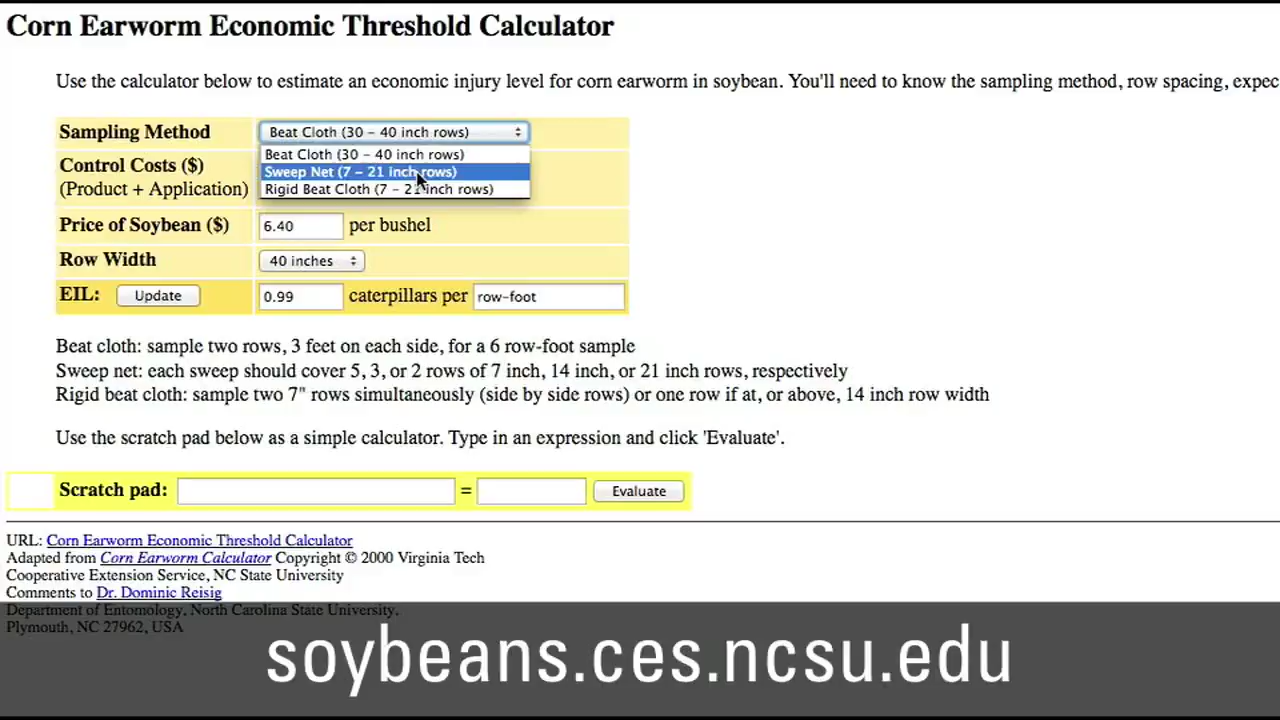 Corn Earworm Economic Threshold Calculator
Use the calculator below to estimate an economic injury level for corn earworm in soybean. You'll need to know the sampling method, row spacing, expec
Sampling Method Beat Cloth (30 – 40 inch rows)
Beat Cloth (30 – 40 inch rows)
Control Costs ($)
Sweep Net (7 – 21 inch rows)
(Product + Application)
Rigid Beat Cloth (7 – 21 inch rows)
Price of Soybean ($) 6.40 per bushel
Row Width 40 inches
EIL: Update 0.99 caterpillars per row-foot
Beat cloth: sample two rows, 3 feet on each side, for a 6 row-foot sample
Sweep net: each sweep should cover 5, 3, or 2 rows of 7 inch, 14 inch, or 21 inch rows, respectively
Rigid beat cloth: sample two 7" rows simultaneously (side by side rows) or one row if at, or above, 14 inch row width
Use the scratch pad below as a simple calculator. Type in an expression and click 'Evaluate'.
Scratch pad: = Evaluate
URL: Corn Earworm Economic Threshold Calculator
Adapted from Corn Earworm Calculator Copyright © 2000 Virginia Tech
Cooperative Extension Service, NC State University
Comments to Dr. Dominic Reisig
Department of Entomology, North Carolina State University,
Plymouth, NC 27962, USA
soybeans.ces.ncsu.edu